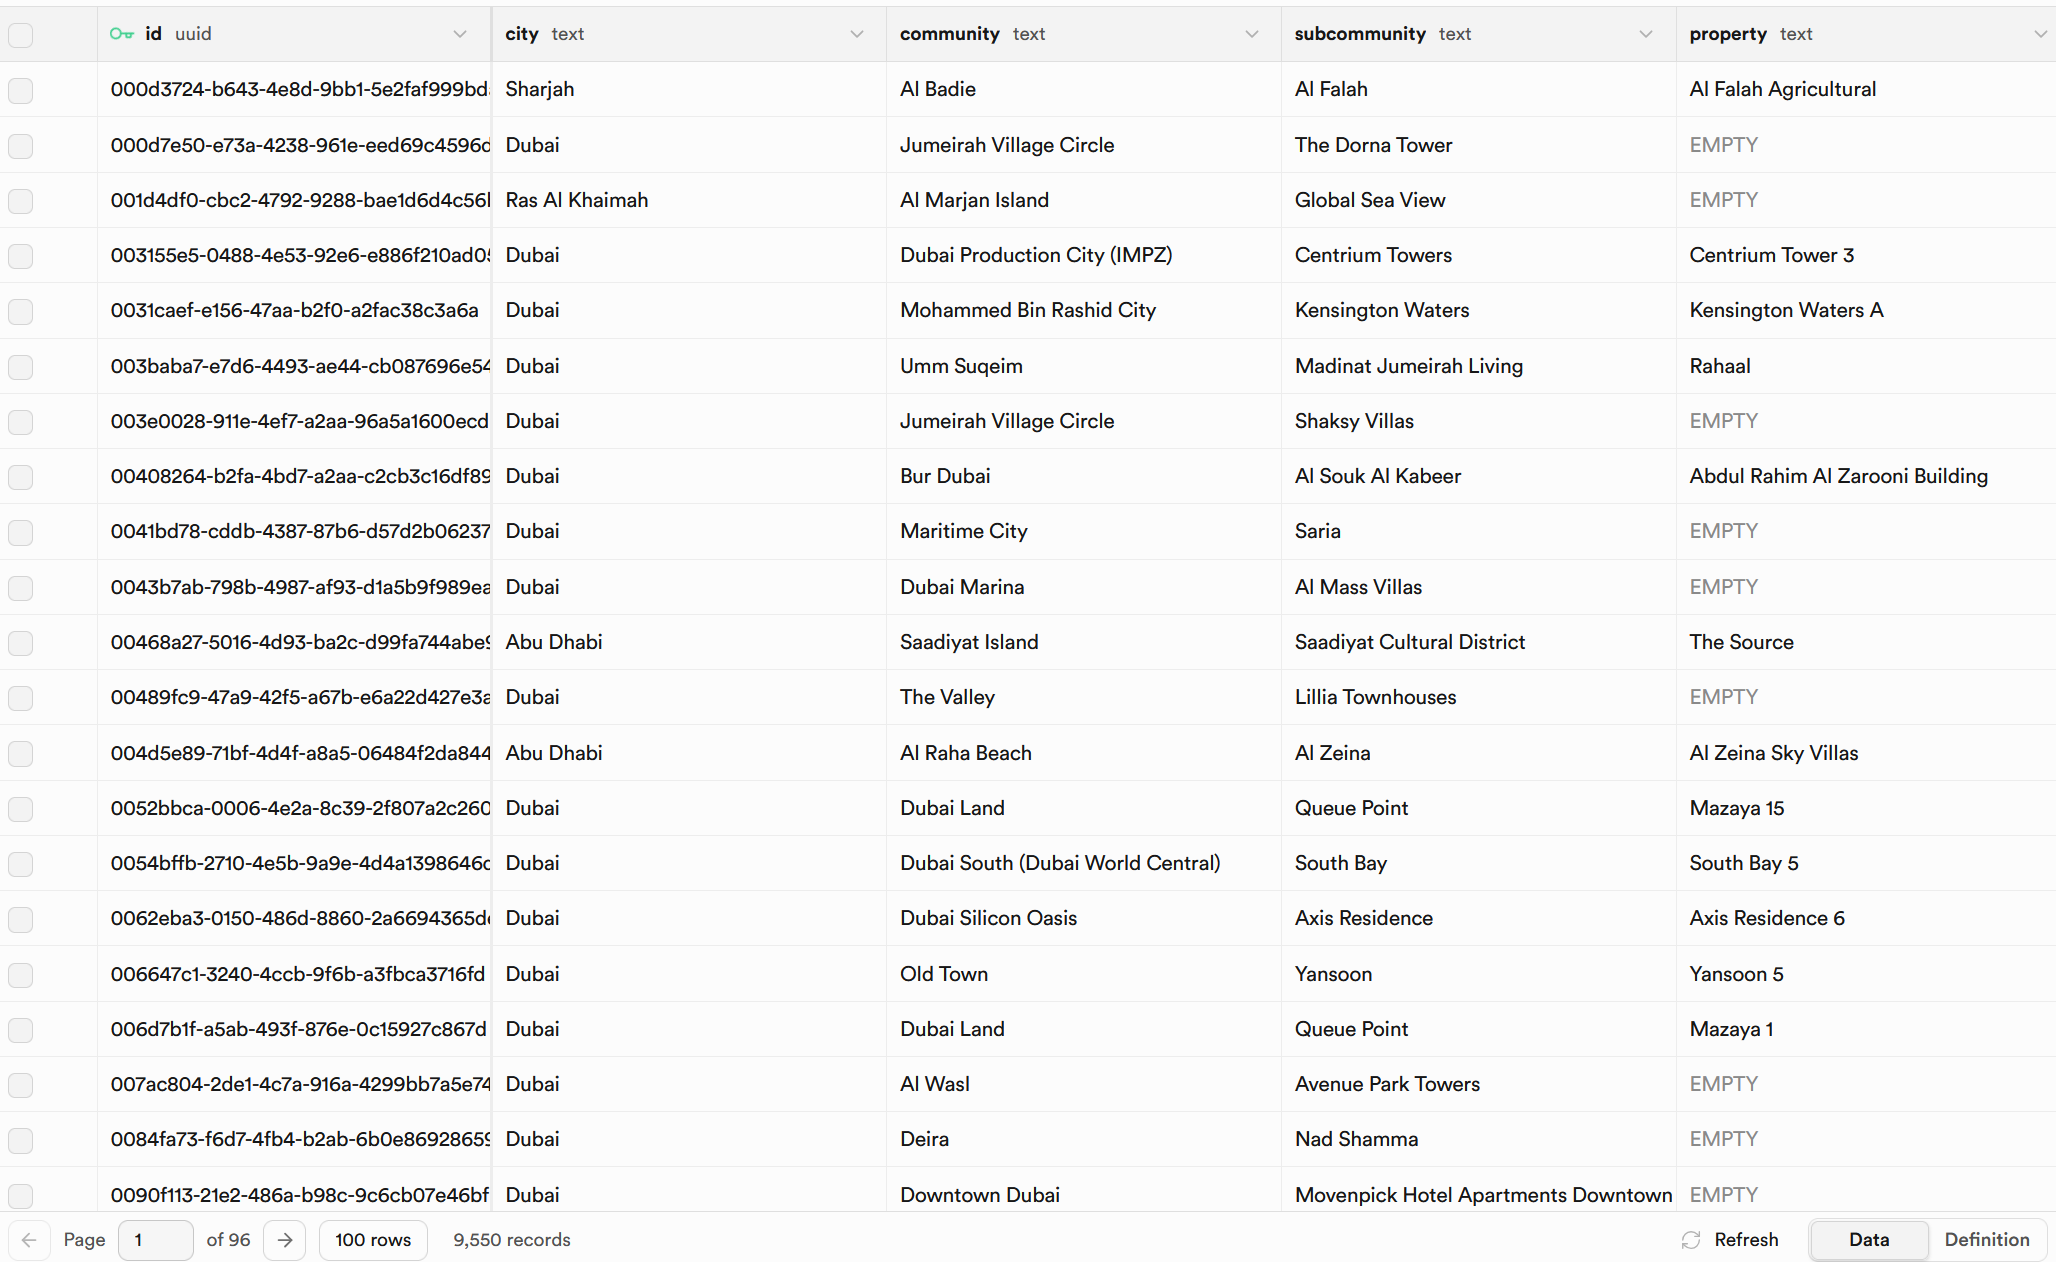 id uuid city text community text subcommunity text property text
000d3724-b643-4e8d-9bb1-5e2faf999bd Sharjah Al Badie Al Falah Al Falah Agricultural
000d7e50-e73a-4238-961e-eed69c4596 Dubai Jumeirah Village Circle The Dorna Tower EMPTY
001d4df0-cbc2-4792-9288-bae1d6d4c56 Ras Al Khaimah Al Marjan Island Global Sea View EMPTY
003155e5-0488-4e53-92e6-e886f210ad0 Dubai Dubai Production City (IMPZ) Centrium Towers Centrium Tower 3
0031caef-e156-47aa-b2f0-a2fac38c3a6a Dubai Mohammed Bin Rashid City Kensington Waters Kensington Waters A
003baba7-e7d6-4493-ae44-cb087696e54 Dubai Umm Suqeim Madinat Jumeirah Living Rahaal
003e0028-911e-4ef7-a2aa-96a5a1600ecd Dubai Jumeirah Village Circle Shaksy Villas EMPTY
00408264-b2fa-4bd7-a2aa-c2cb3c16df89 Dubai Bur Dubai Al Souk Al Kabeer Abdul Rahim Al Zarooni Building
0041bd78-cddb-4387-87b6-d57d2b06237 Dubai Maritime City Saria EMPTY
0043b7ab-798b-4987-af93-d1a5b9f989ea Dubai Dubai Marina Al Mass Villas EMPTY
00468a27-5016-4d93-ba2c-d99fa744abe Abu Dhabi Saadiyat Island Saadiyat Cultural District The Source
00489fc9-47a9-42f5-a67b-e6a22d427e3a Dubai The Valley Lillia Townhouses EMPTY
004d5e89-71bf-4d4f-a8a5-06484f2da844 Abu Dhabi Al Raha Beach Al Zeina Al Zeina Sky Villas
0052bbca-0006-4e2a-8c39-2f807a2c260 Dubai Dubai Land Queue Point Mazaya 15
0054bffb-2710-4e5b-9a9e-4d4a1398646 Dubai Dubai South (Dubai World Central) South Bay South Bay 5
0062eba3-0150-486d-8860-2a6694365d Dubai Dubai Silicon Oasis Axis Residence Axis Residence 6
006647c1-3240-4ccb-9f6b-a3fbca3716fd Dubai Old Town Yansoon Yansoon 5
006d7b1f-a5ab-493f-876e-0c15927c867d Dubai Dubai Land Queue Point Mazaya 1
007ac804-2de1-4c7a-916a-4299bb7a5e74 Dubai Al Wasl Avenue Park Towers EMPTY
0084fa73-f6d7-4fb4-b2ab-6b0e8692865 Dubai Deira Nad Shamma EMPTY
0090f113-21e2-486a-b98c-9c6cb07e46bf Dubai Downtown Dubai Movenpick Hotel Apartments Downtown EMPTY
Page 1 of 96 100 rows 9,550 records Refresh Data Definition